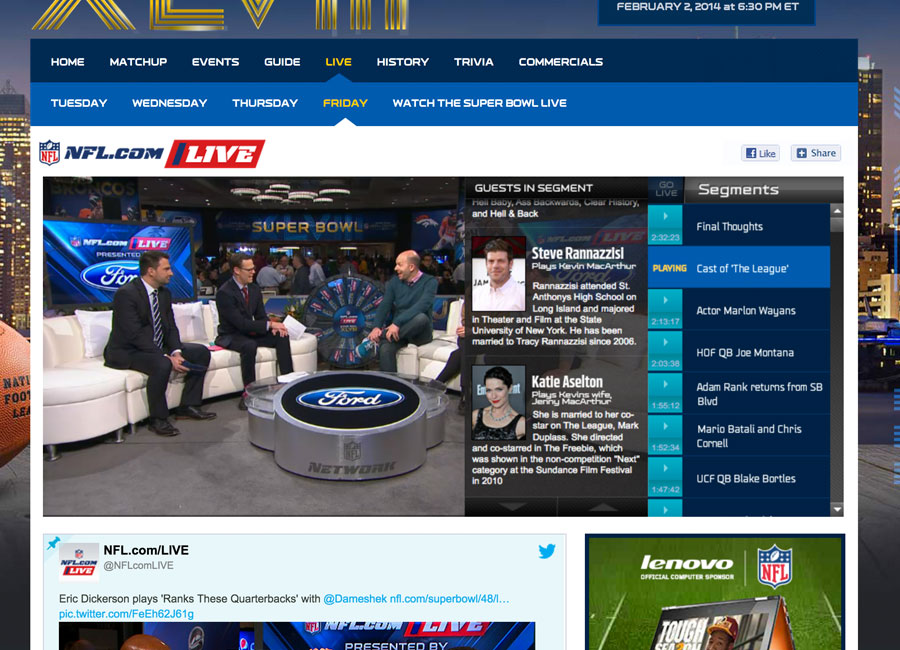 XLVIII
FEBRUARY 2, 2014 at 6:30 PM ET
HOME MATCHUP EVENTS GUIDE LIVE HISTORY TRIVIA COMMERCIALS
TUESDAY WEDNESDAY THURSDAY FRIDAY WATCH THE SUPER BOWL LIVE
NFL NFL.COM LIVE
Like Share
BRONCOS
SUPER BOWL
NFL.COM LIVE
PRESENTED
Ford
Ford
NFL
NETWORK
GUESTS IN SEGMENT
Hell Baby, Ass Backwards, Clear History,
and Hell & Back
Steve Rannazzisi
Plays Kevin MacArthur
Rannazzisi attended St.
Anthonys High School on
Long Island and majored
in Theater and Film at the State
University of New York. He has been
married to Tracy Rannazzisi since 2006.
Katie Aselton
Plays Kevins wife,
Jenny MacArthur
She is married to her co-
star on The League, Mark
Duplass. She directed
and co-starred in The Freebie, which
was shown in the non-competition "Next"
category at the Sundance Film Festival
in 2010
GO LIVE
Segments
2:32:23 Final Thoughts
PLAYING Cast of 'The League'
2:13:17 Actor Marlon Wayans
2:03:38 HOF QB Joe Montana
1:55:12 Adam Rank returns from SB
Blvd
1:52:34 Mario Batali and Chris
Cornell
1:47:42 UCF QB Blake Bortles
NFL.COM LIVE
NFL.com/LIVE
@NFLcomLIVE
Eric Dickerson plays 'Ranks These Quarterbacks' with @Dameshek nfl.com/superbowl/48/l…
pic.twitter.com/FeEh62J61g
NFL.COM LIVE
PRESENTED BY
lenovo NFL
OFFICIAL COMPUTER SPONSOR
TOUGH